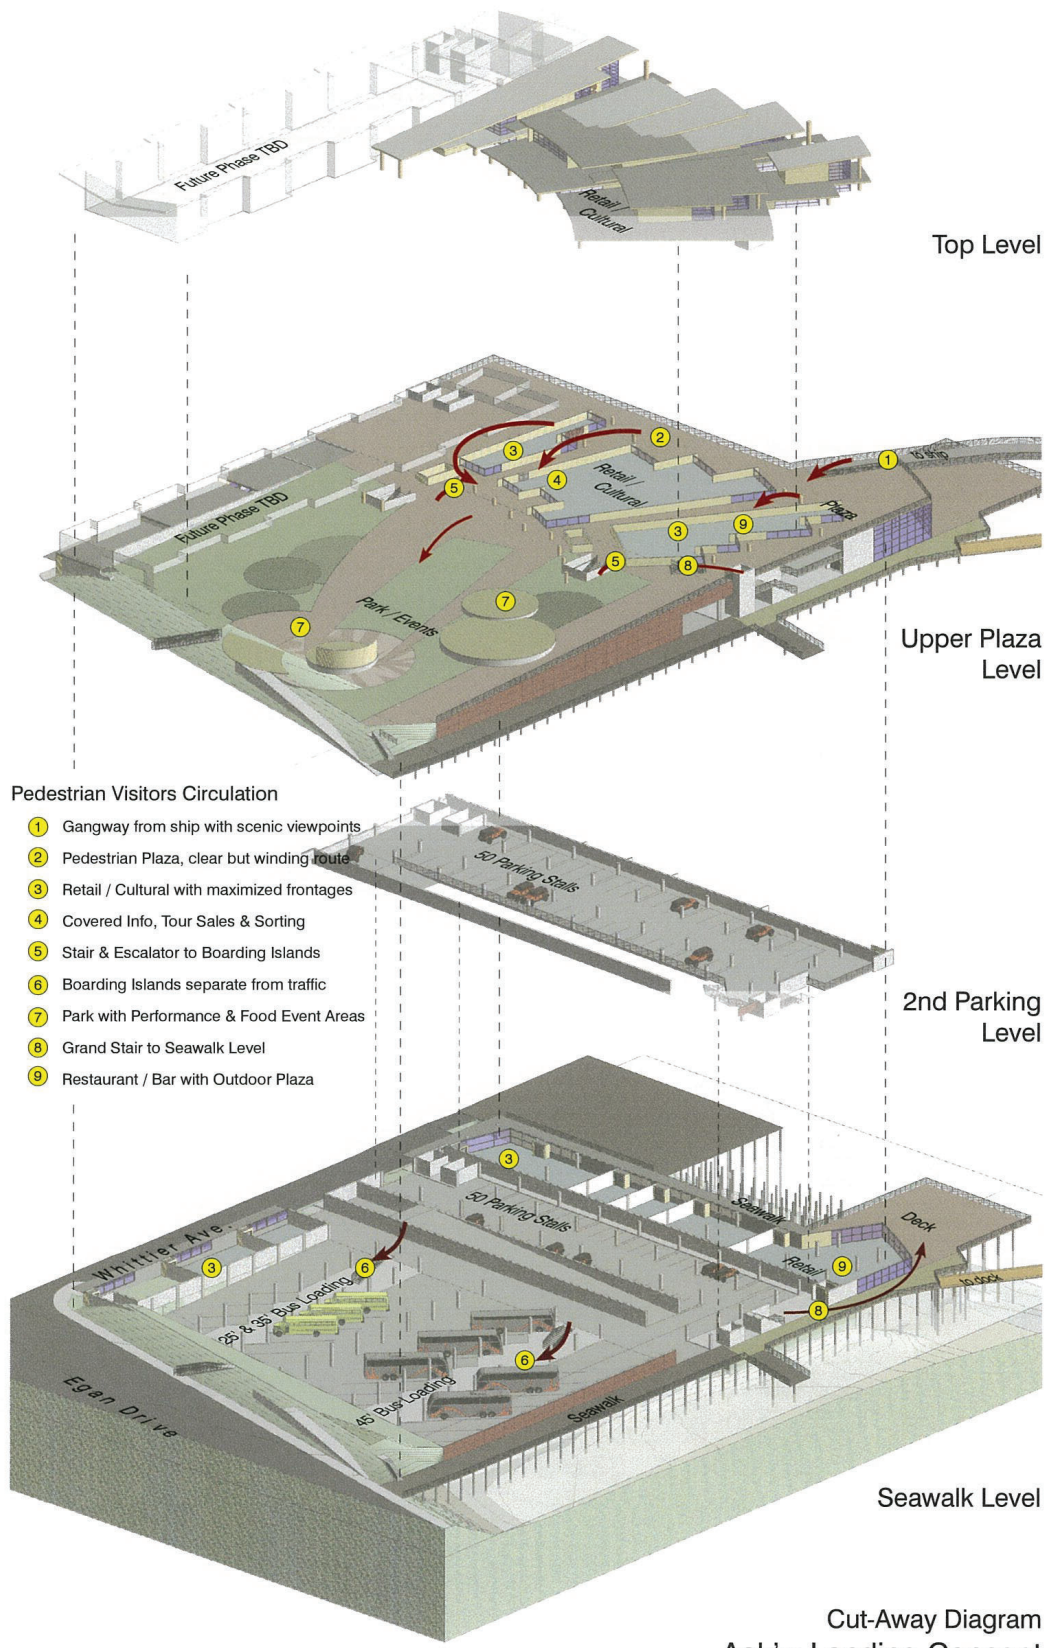 Future Phase TBD
Retail /
Cultural
Top Level
2
1
to ship
3
4
Retail /
Cultural
5
Plaza
9
3
Future Phase TBD
5
8
7
Park / Events
7
Upper Plaza
Level
Pedestrian Visitors Circulation
1 Gangway from ship with scenic viewpoints
2 Pedestrian Plaza, clear but winding route
3 Retail / Cultural with maximized frontages
4 Covered Info, Tour Sales & Sorting
5 Stair & Escalator to Boarding Islands
6 Boarding Islands separate from traffic
7 Park with Performance & Food Event Areas
8 Grand Stair to Seawalk Level
9 Restaurant / Bar with Outdoor Plaza
50 Parking Stalls
2nd Parking
Level
3
50 Parking Stalls
Seawalk
Deck
Whittier Ave.
3
6
Retail
9
to dock
25' & 35' Bus Loading
8
6
45' Bus Loading
Seawalk
Egan Drive
Seawalk Level
Cut-Away Diagram